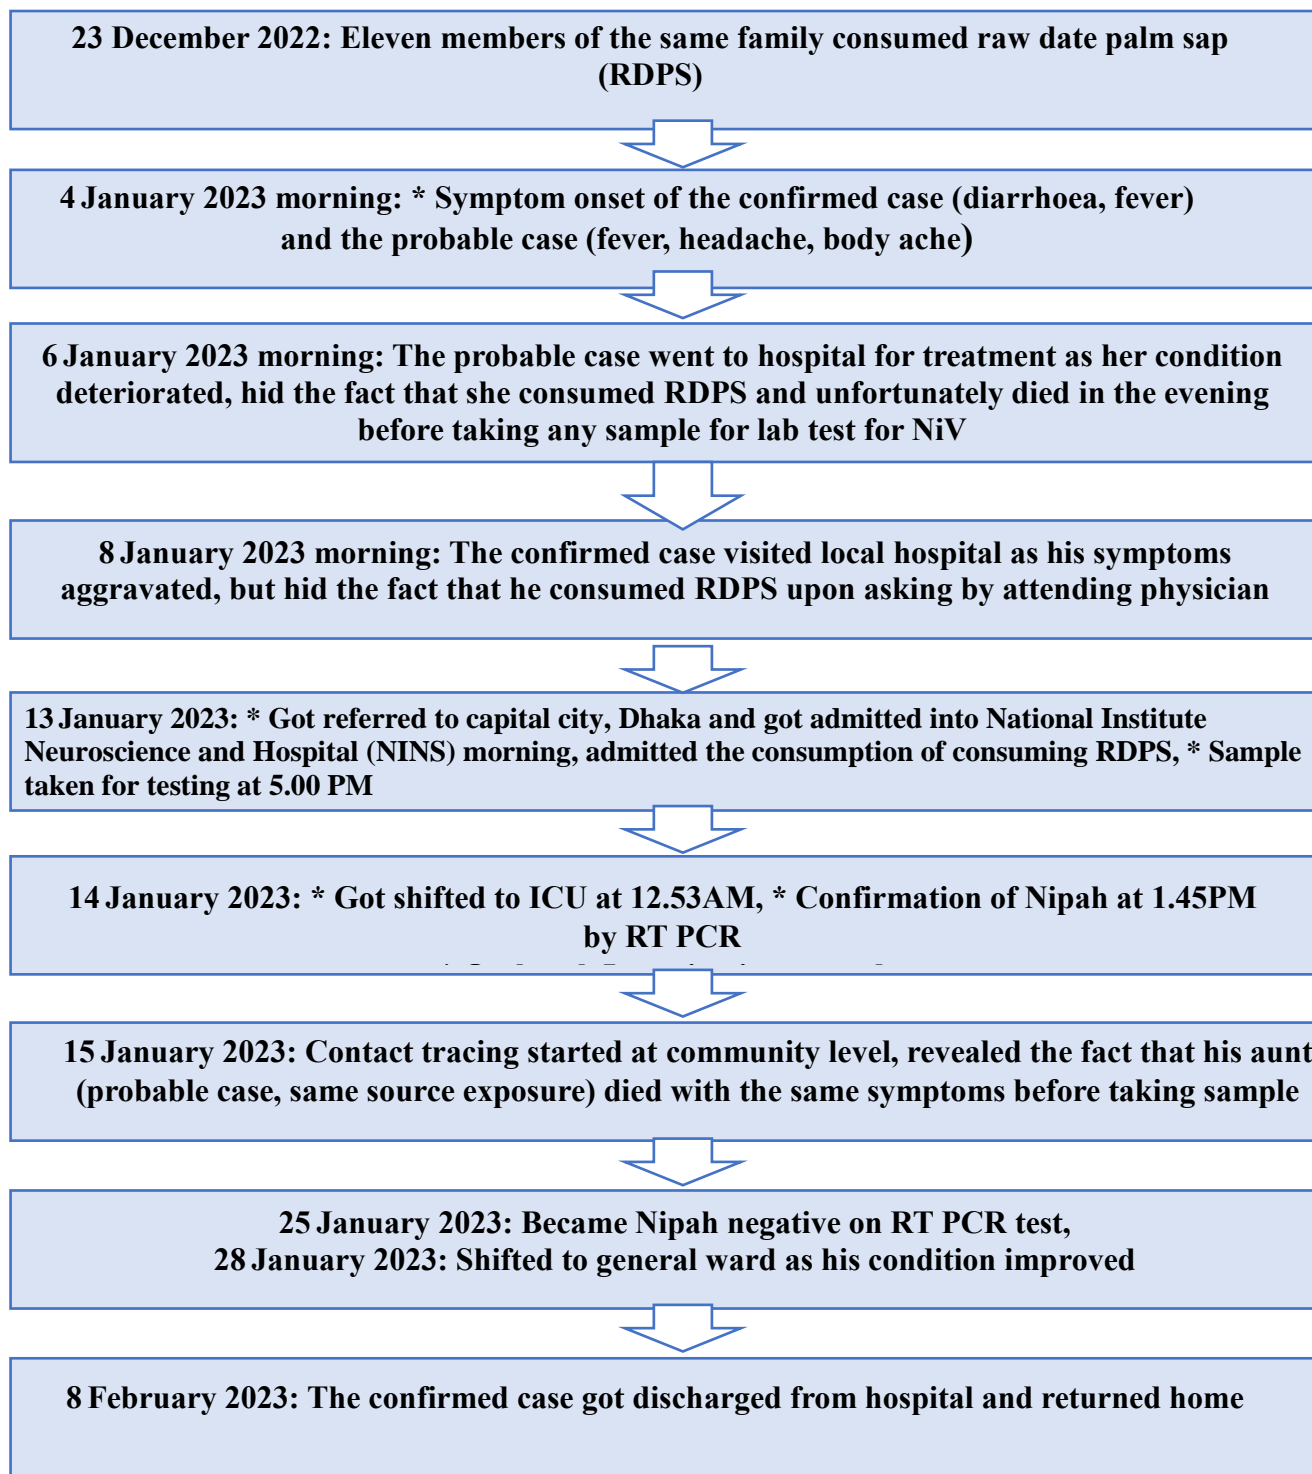 23 December 2022: Eleven members of the same family consumed raw date palm sap
(RDPS)
4 January 2023 morning: * Symptom onset of the confirmed case (diarrhoea, fever)
and the probable case (fever, headache, body ache)
6 January 2023 morning: The probable case went to hospital for treatment as her condition
deteriorated, hid the fact that she consumed RDPS and unfortunately died in the evening
before taking any sample for lab test for NiV
8 January 2023 morning: The confirmed case visited local hospital as his symptoms
aggravated, but hid the fact that he consumed RDPS upon asking by attending physician
13 January 2023: * Got referred to capital city, Dhaka and got admitted into National Institute
Neuroscience and Hospital (NINS) morning, admitted the consumption of consuming RDPS, * Sample
taken for testing at 5.00 PM
14 January 2023: * Got shifted to ICU at 12.53AM, * Confirmation of Nipah at 1.45PM
by RT PCR
15 January 2023: Contact tracing started at community level, revealed the fact that his aunt
(probable case, same source exposure) died with the same symptoms before taking sample
25 January 2023: Became Nipah negative on RT PCR test,
28 January 2023: Shifted to general ward as his condition improved
8 February 2023: The confirmed case got discharged from hospital and returned home